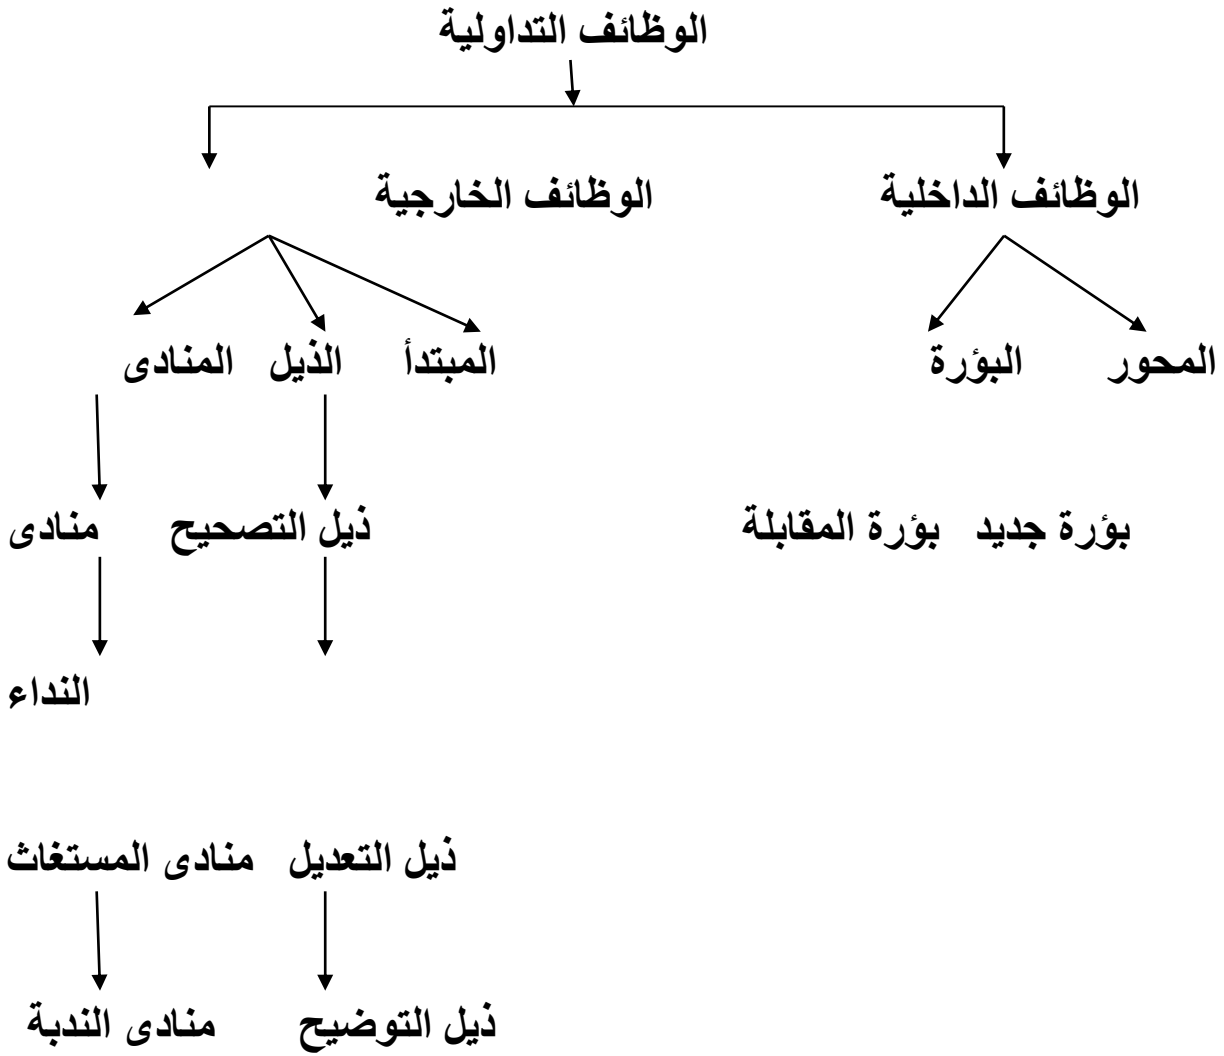 الوظائف التداولية
الوظائف الداخلية الوظائف الخارجية
المحور البؤرة المبتدأ الذيل المنادى
بؤرة جديد بؤرة المقابلة ذيل التصحيح منادى
النداء
ذيل التعديل منادى المستغاث
ذيل التوضيح منادى الندبة